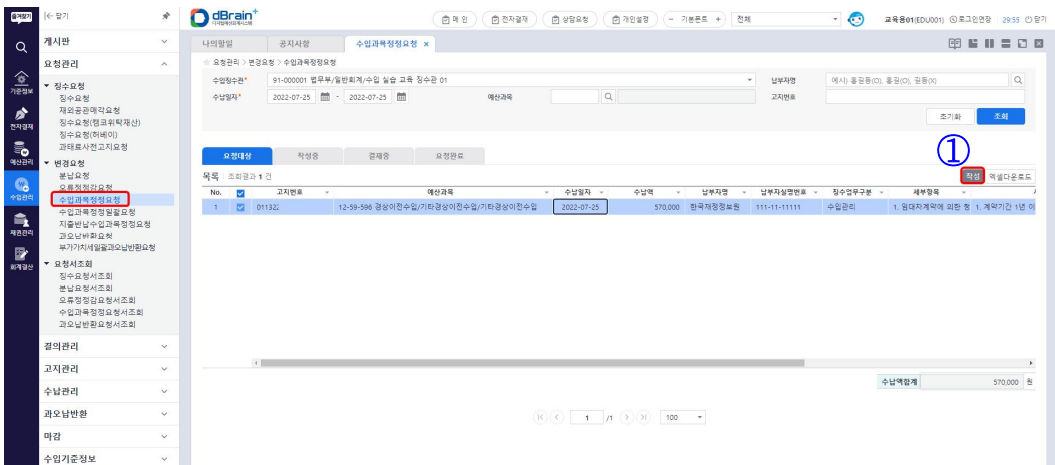 즐겨찾기
|← 닫기
dBrain+
디지털예산회계시스템
메 인
전자결재
상담요청
개인설정
− 기본폰트 +
전체
교육용01(EDU001) 로그인연장 29:55 닫기
기준정보
전자결재
예산관리
수입관리
재권관리
회계결산
게시판
요청관리
▼ 징수요청
징수요청
재외공관매각요청
징수요청(캠코위탁재산)
징수요청(허베이)
과태료사전고지요청
▼ 변경요청
분납요청
오류정정감요청
수입과목정정요청
수입과목정정일괄요청
지출반납수입과목정정요청
과오납반환요청
부가가치세일괄과오납반환요청
▼ 요청서조회
징수요청서조회
분납요청서조회
오류정정감요청서조회
수입과목정정요청서조회
과오납반환요청서조회
결의관리
고지관리
수납관리
과오납반환
마감
수입기준정보
나의할일
공지사항
수입과목정정요청 ×
요청관리 > 변경요청 > 수입과목정정요청
수입징수관* 91-000001 법무부/일반회계/수입 실습 교육 징수관 01
납부자명 예시) 홍길동(O), 홍길(O), 길동(X)
수납일자* 2022-07-25 - 2022-07-25
예산과목
고지번호
초기화 조회
①
요청대상 작성중 결재중 요청완료
목록 조회결과 1 건
작성 엑셀다운로드
No. 고지번호 예산과목 수납일자 수납액 납부자명 납부자실명번호 징수업무구분 세부항목
1 011322 12-59-596 경상이전수입/기타경상이전수입/기타경상이전수입 2022-07-25 570,000 한국재정정보원 111-11-11111 수입관리 1. 임대차계약에 의한 청 1. 계약기간 1년 이
수납액합계 570,000 원
1 /1 100